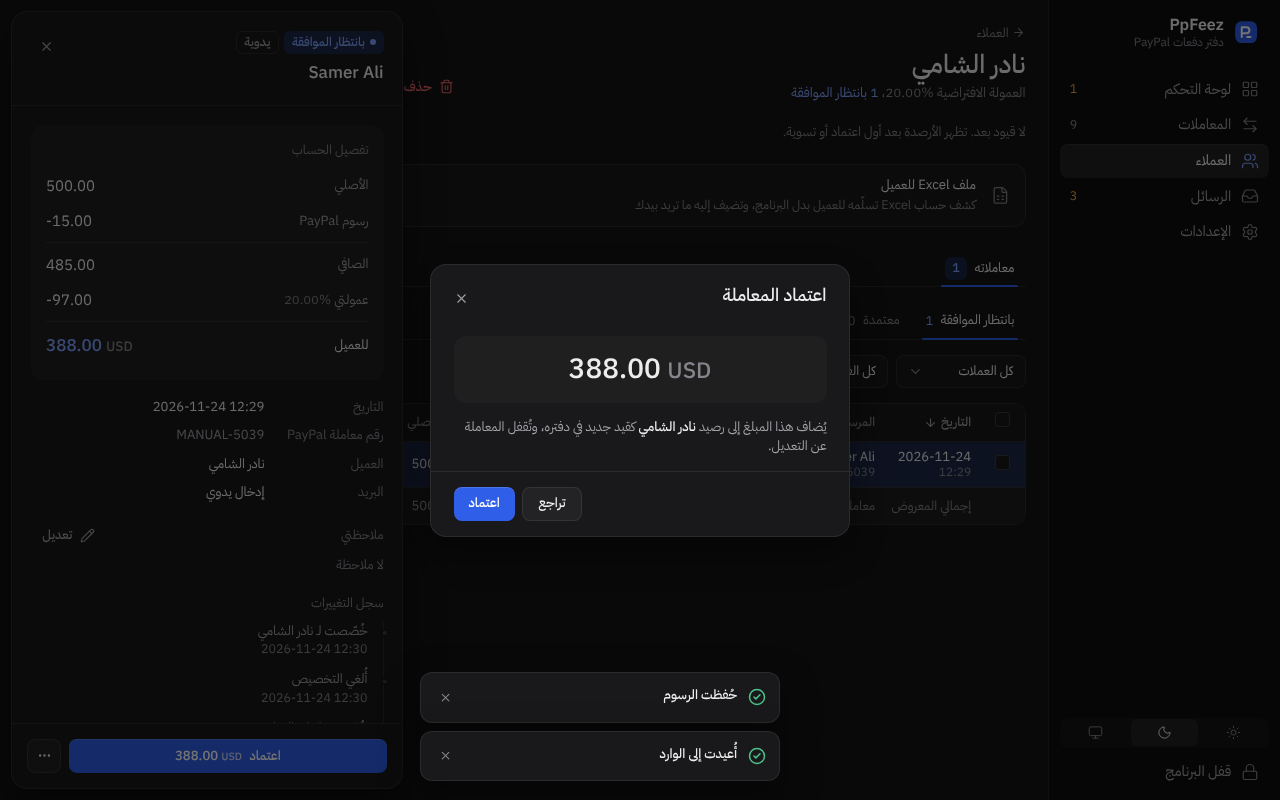 PpFeez
دفتر دفعات PayPal
لوحة التحكم 1
المعاملات 9
العملاء
الرسائل 3
الإعدادات
قفل البرنامج
العملاء
نادر الشامي
العمولة الافتراضية 20.00%، 1 بانتظار الموافقة
حذف
لا قيود بعد. تظهر الأرصدة بعد أول اعتماد أو تسوية.
ملف Excel للعميل
كشف حساب Excel تسلّمه للعميل بدل البرنامج، وتضيف إليه ما تريد بيدك
معاملاته 1
بانتظار الموافقة 1 معتمدة 0
كل العملات
التاريخ
2026-11-24
12:29
إجمالي المعروض
اعتماد المعاملة
388.00 USD
يُضاف هذا المبلغ إلى رصيد نادر الشامي كقيد جديد في دفتره، وتُقفل المعاملة
عن التعديل.
تراجع اعتماد
حُفظت الرسوم
أُعيدت إلى الوارد
بانتظار الموافقة يدوية
Samer Ali
تفصيل الحساب
الأصلي 500.00
رسوم PayPal -15.00
الصافي 485.00
عمولتي 20.00% -97.00
للعميل 388.00 USD
التاريخ 2026-11-24 12:29
رقم معاملة PayPal MANUAL-5039
العميل نادر الشامي
البريد إدخال يدوي
ملاحظتي تعديل
لا ملاحظة
سجل التغييرات
خُصّصت لـ نادر الشامي
2026-11-24 12:30
أُلغي التخصيص
2026-11-24 12:30
اعتماد 388.00 USD